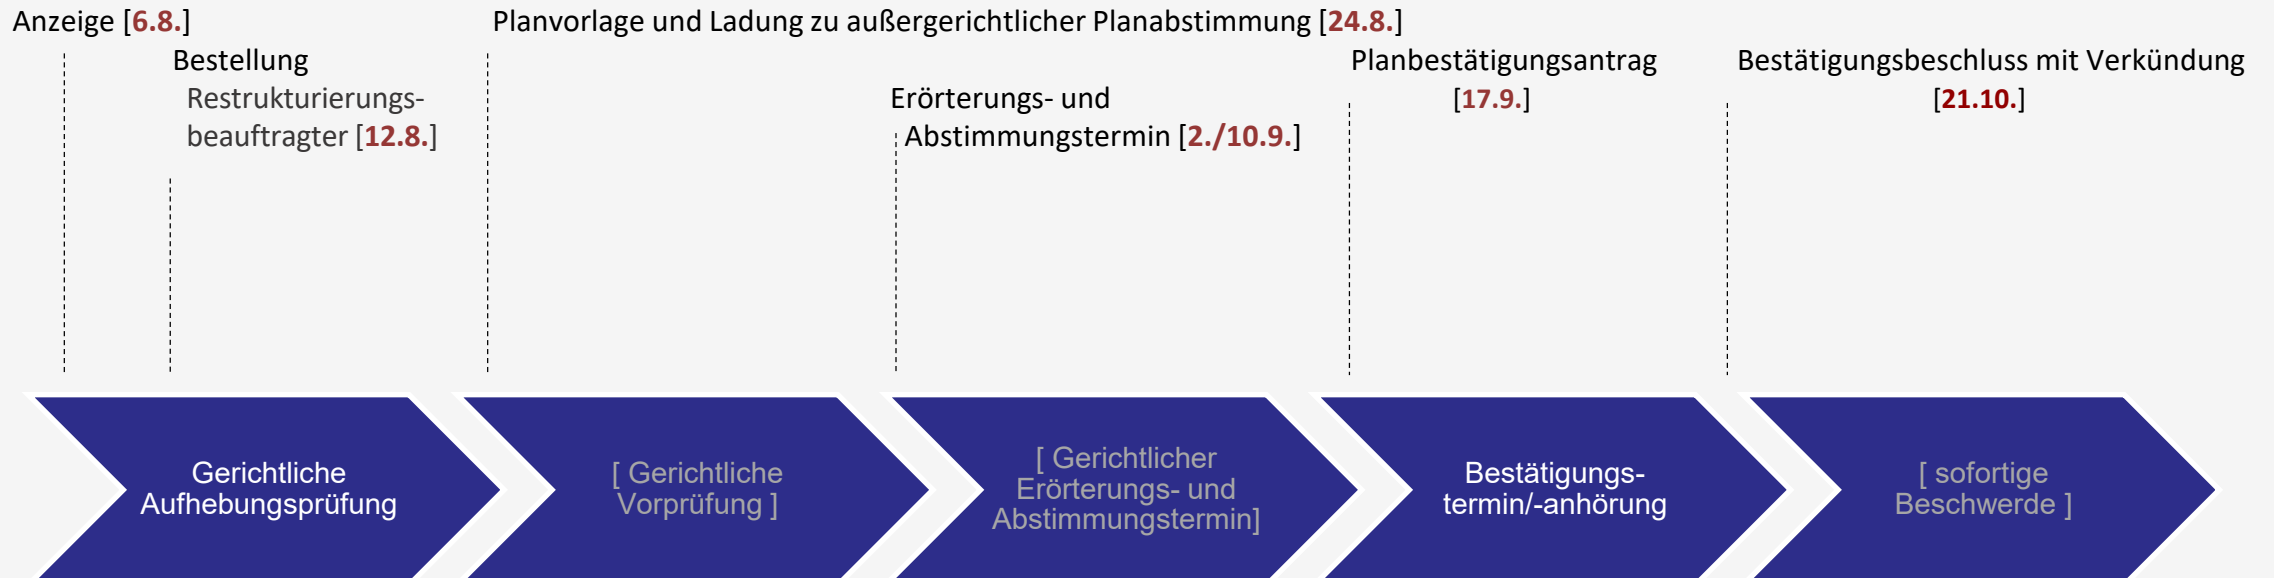 Anzeige [6.8.]
Planvorlage und Ladung zu außergerichtlicher Planabstimmung [24.8.]
Bestellung
Restrukturierungs-
beauftragter [12.8.]
Erörterungs- und
Abstimmungstermin [2./10.9.]
Planbestätigungsantrag
[17.9.]
Bestätigungsbeschluss mit Verkündung
[21.10.]
Gerichtliche
Aufhebungsprüfung
[ Gerichtliche
Vorprüfung ]
[ Gerichtlicher
Erörterungs- und
Abstimmungstermin]
Bestätigungs-
termin/-anhörung
[ sofortige
Beschwerde ]